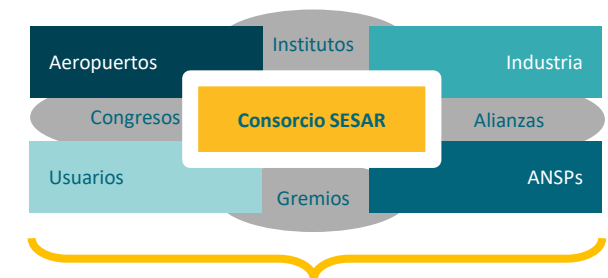 Institutos
Aeropuertos
Industria
Congresos
Consorcio SESAR
Alianzas
Usuarios
ANSPs
Gremios